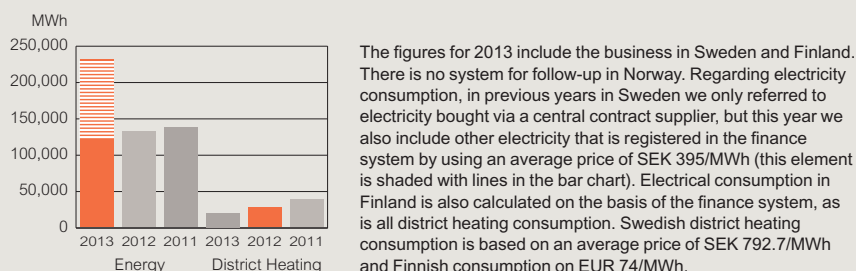 MWh
250,000
200,000
150,000
100,000
50,000
0
2013 2012 2011 2013 2012 2011
Energy District Heating
The figures for 2013 include the business in Sweden and Finland.
There is no system for follow-up in Norway. Regarding electricity
consumption, in previous years in Sweden we only referred to
electricity bought via a central contract supplier, but this year we
also include other electricity that is registered in the finance
system by using an average price of SEK 395/MWh (this element
is shaded with lines in the bar chart). Electrical consumption in
Finland is also calculated on the basis of the finance system, as
is all district heating consumption. Swedish district heating
consumption is based on an average price of SEK 792.7/MWh
and Finnish consumption on EUR 74/MWh.